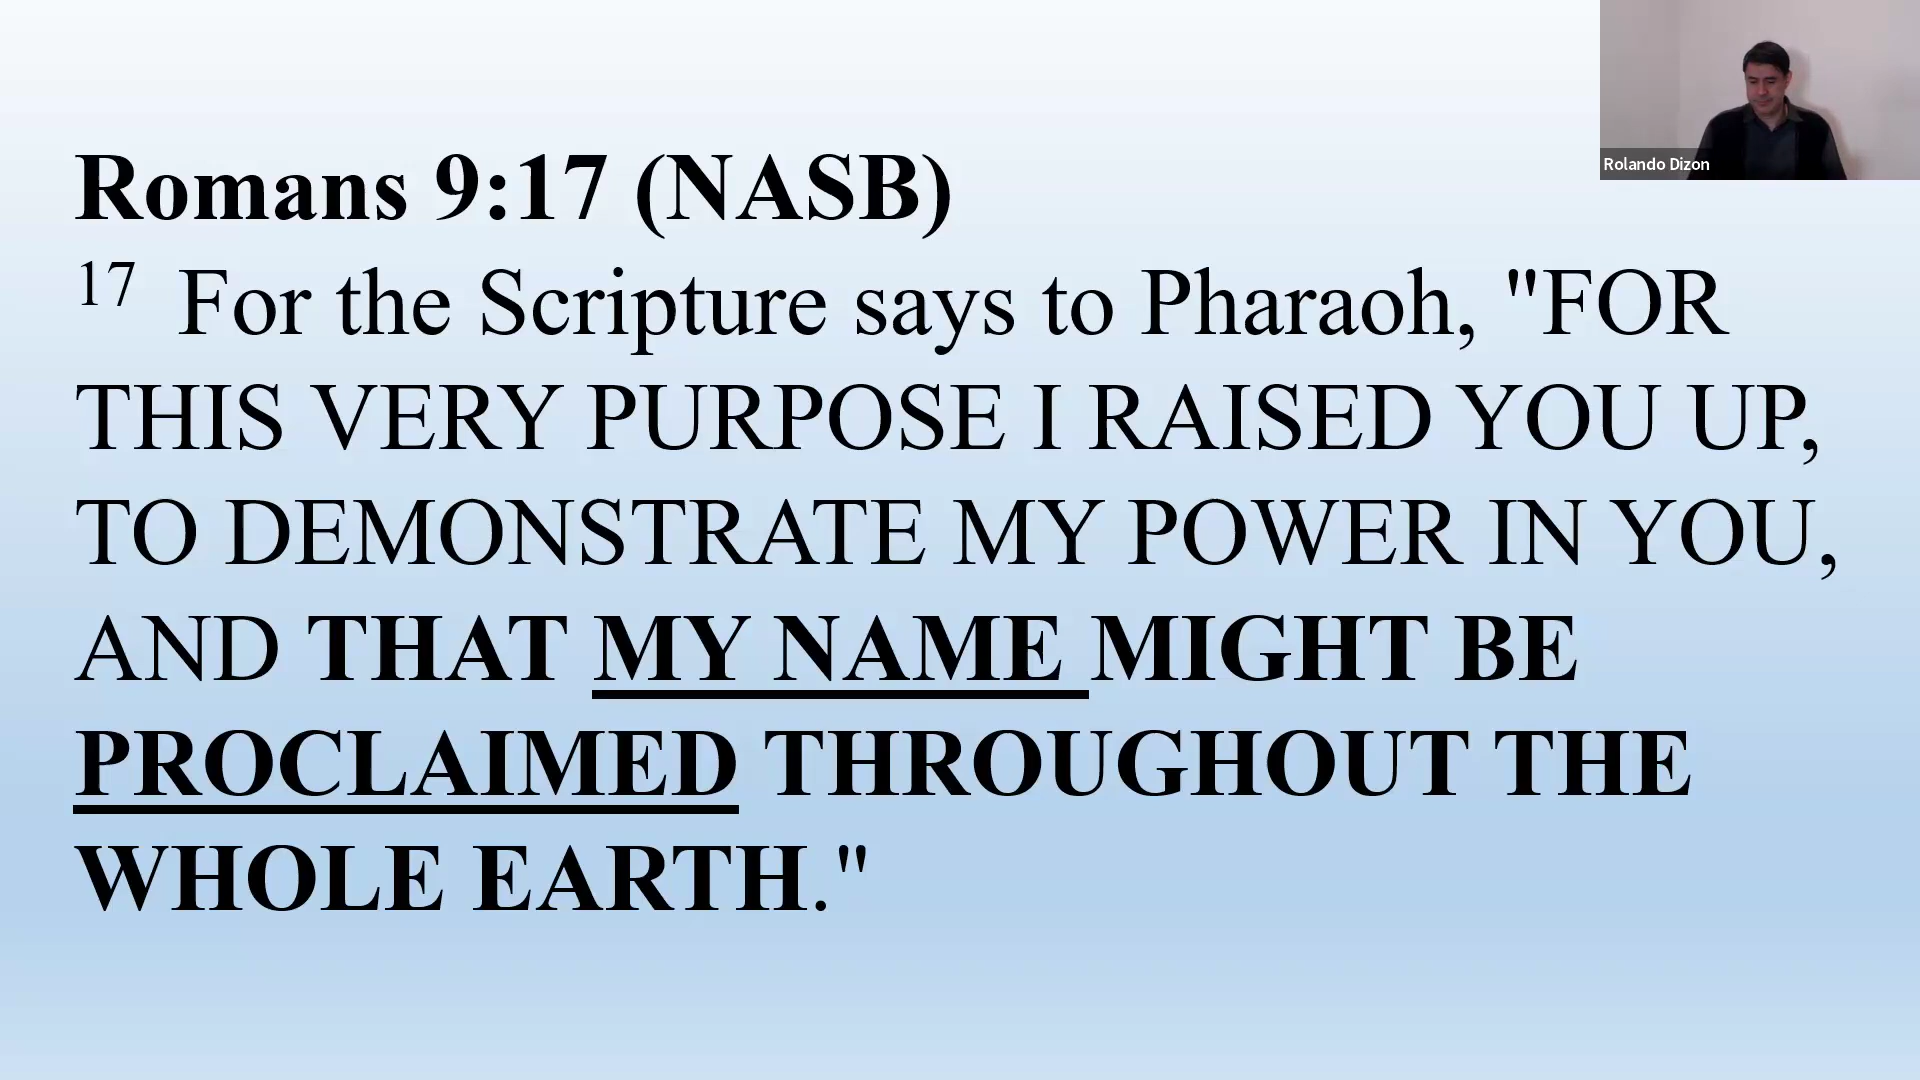 Rolando Dizon
Romans 9:17 (NASB)
17 For the Scripture says to Pharaoh, "FOR
THIS VERY PURPOSE I RAISED YOU UP,
TO DEMONSTRATE MY POWER IN YOU,
AND THAT MY NAME MIGHT BE
PROCLAIMED THROUGHOUT THE
WHOLE EARTH."